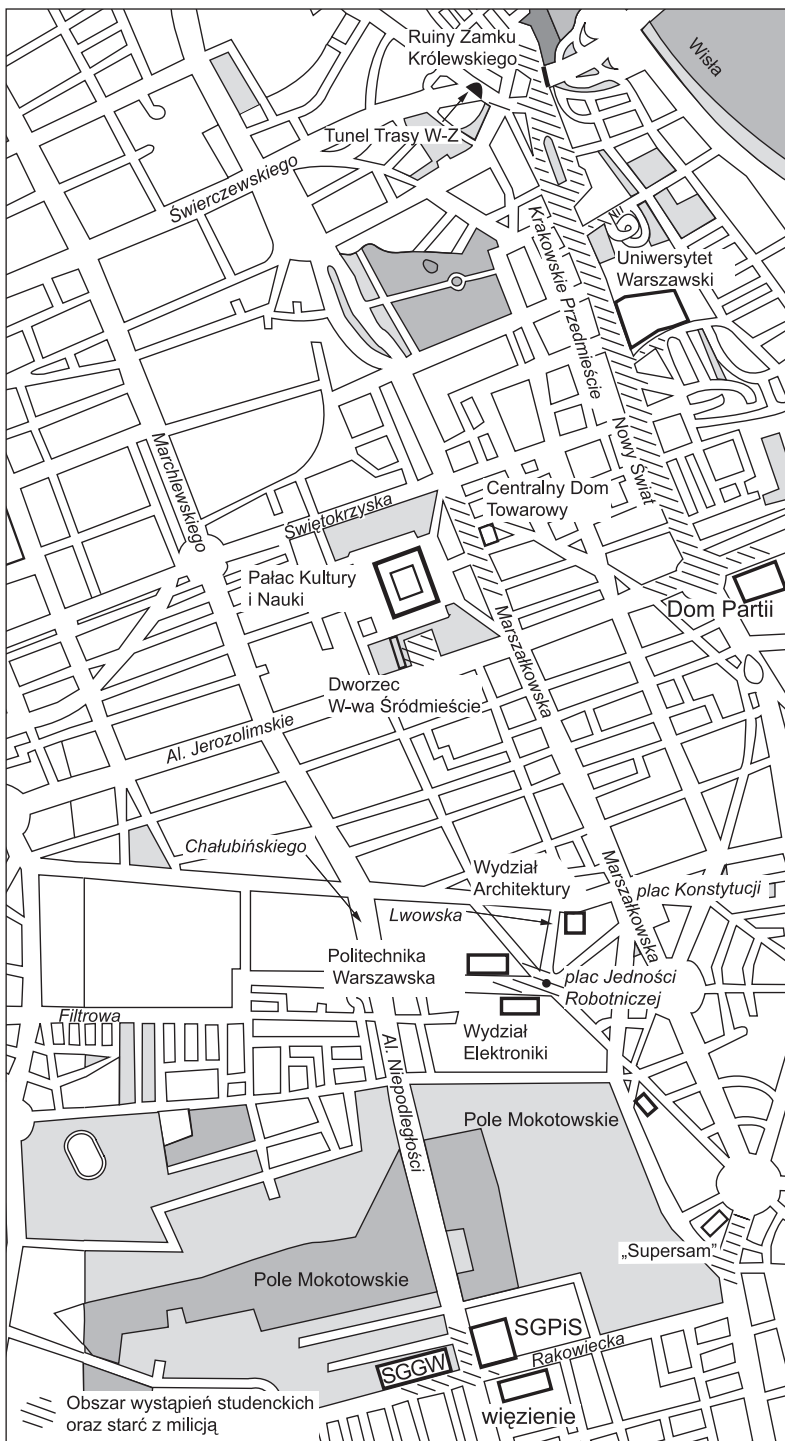 Ruiny Zamku
Królewskiego
Wisła
Tunel Trasy W-Z
Świerczewskiego
Nil
Krakowskie Przedmieście
Uniwersytet
Warszawski
Marchlewskiego
Nowy Świat
Świętokrzyska
Centralny Dom
Towarowy
Pałac Kultury
i Nauki
Dom Partii
Marszałkowska
Dworzec
W-wa Śródmieście
Al. Jerozolimskie
Chałubińskiego
Wydział
Architektury
Marszałkowska
plac Konstytucji
Lwowska
Politechnika
Warszawska
plac Jedności
Robotniczej
Filtrowa
Wydział
Elektroniki
Al. Niepodległości
Pole Mokotowskie
„Supersam”
Pole Mokotowskie
SGPiS
Rakowiecka
SGGW
więzienie
Obszar wystąpień studenckich
oraz starć z milicją